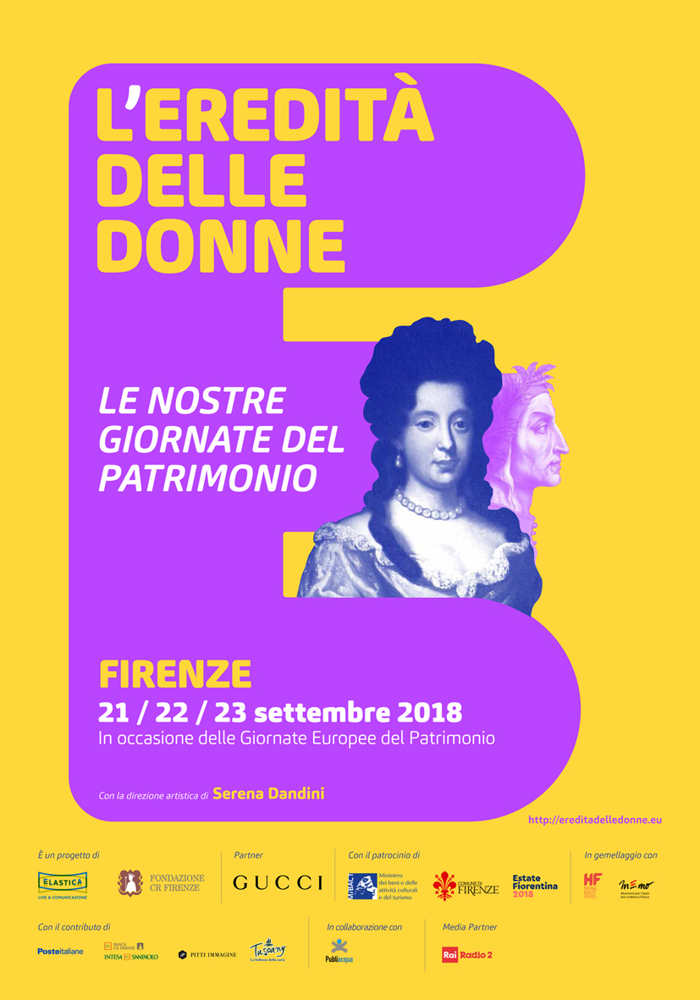 L'EREDITÀ
DELLE
DONNE
LE NOSTRE
GIORNATE DEL
PATRIMONIO
FIRENZE
21 / 22 / 23 settembre 2018
In occasione delle Giornate Europee del Patrimonio
Con la direzione artistica di Serena Dandini
http://ereditadelledonne.eu
È un progetto di
ELASTICA
LIVE & COMUNICAZIONE
FONDAZIONE
CR FIRENZE
Partner
GUCCI
Con il patrocinio di
MiBAC
Ministero
dei beni e delle
attività culturali
e del turismo
COMUNE DI
FIRENZE
Estate
Fiorentina
2018
In gemellaggio con
HF
mEmo
Con il contributo di
Posteitaliane
BANCA
CR FIRENZE
INTESA SANPAOLO
PITTI IMMAGINE
Tuscany
La bellezza della carta
In collaborazione con
Publiacqua
Media Partner
Rai Radio 2